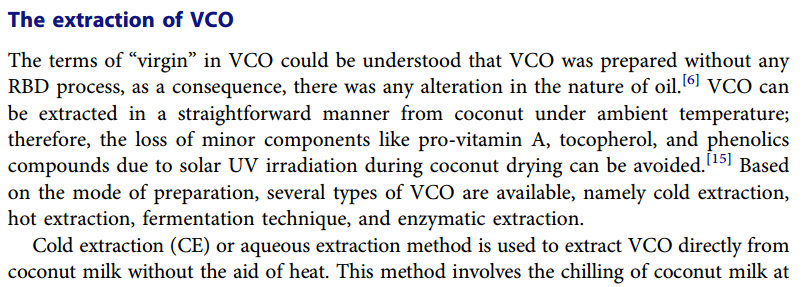 The extraction of VCO
The terms of “virgin” in VCO could be understood that VCO was prepared without any
RBD process, as a consequence, there was any alteration in the nature of oil.[6] VCO can
be extracted in a straightforward manner from coconut under ambient temperature;
therefore, the loss of minor components like pro-vitamin A, tocopherol, and phenolics
compounds due to solar UV irradiation during coconut drying can be avoided.[15] Based
on the mode of preparation, several types of VCO are available, namely cold extraction,
hot extraction, fermentation technique, and enzymatic extraction.
Cold extraction (CE) or aqueous extraction method is used to extract VCO directly from
coconut milk without the aid of heat. This method involves the chilling of coconut milk at